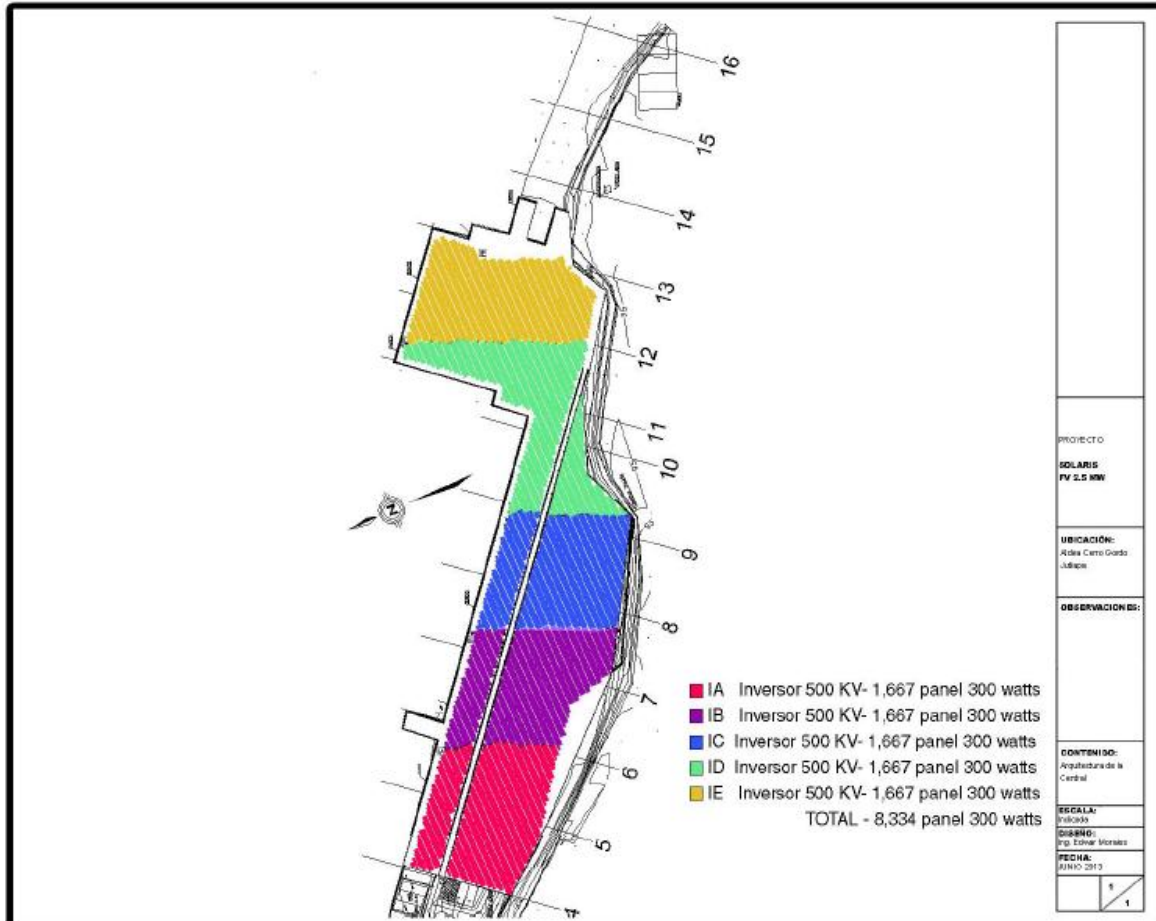 16
15
14
13
12
11
10
9
8
7
6
5
4
N
IA Inversor 500 KV- 1,667 panel 300 watts
IB Inversor 500 KV- 1,667 panel 300 watts
IC Inversor 500 KV- 1,667 panel 300 watts
ID Inversor 500 KV- 1,667 panel 300 watts
IE Inversor 500 KV- 1,667 panel 300 watts
TOTAL - 8,334 panel 300 watts
PROYECTO
SOLARIS
FV 2.5 MW
UBICACIÓN:
Aldea Cerro Gordo
Jutiapa
OBSERVACIONES:
CONTENIDO:
Arquitectura de la
Central
ESCALA:
Indicada
DISEÑO:
Ing. Edwar Morales
FECHA:
JUNIO 2013
1
1